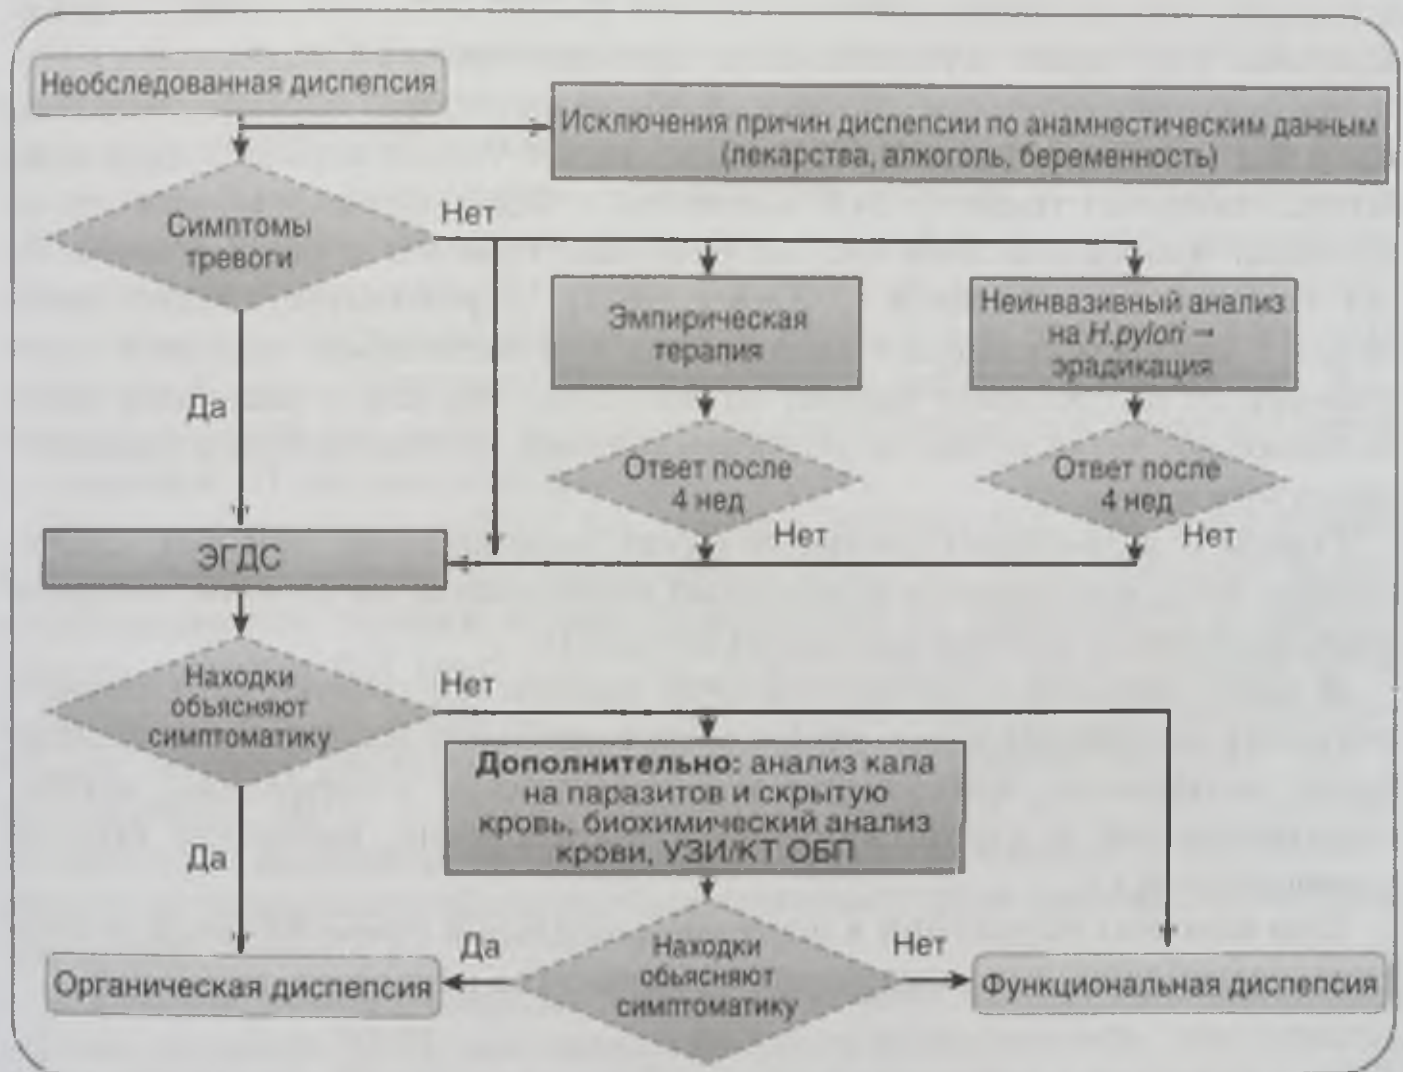 Необследованная диспепсия
Исключения причин диспепсии по анамнестическим данным
(лекарства, алкоголь, беременность)
Симптомы
тревоги
Нет
Эмпирическая
терапия
Неинвазивный анализ
на H.pylori →
эрадикация
Да
Ответ после
4 нед
Ответ после
4 нед
Нет
Нет
ЭГДС
Находки
обьясняют
симптоматику
Нет
Дополнительно: анализ кала
на паразитов и скрытую
кровь, биохимический анализ
крови, УЗИ/КТ ОБП
Да
Да
Находки
обьясняют
симптоматику
Нет
Органическая диспепсия
Функциональная диспепсия